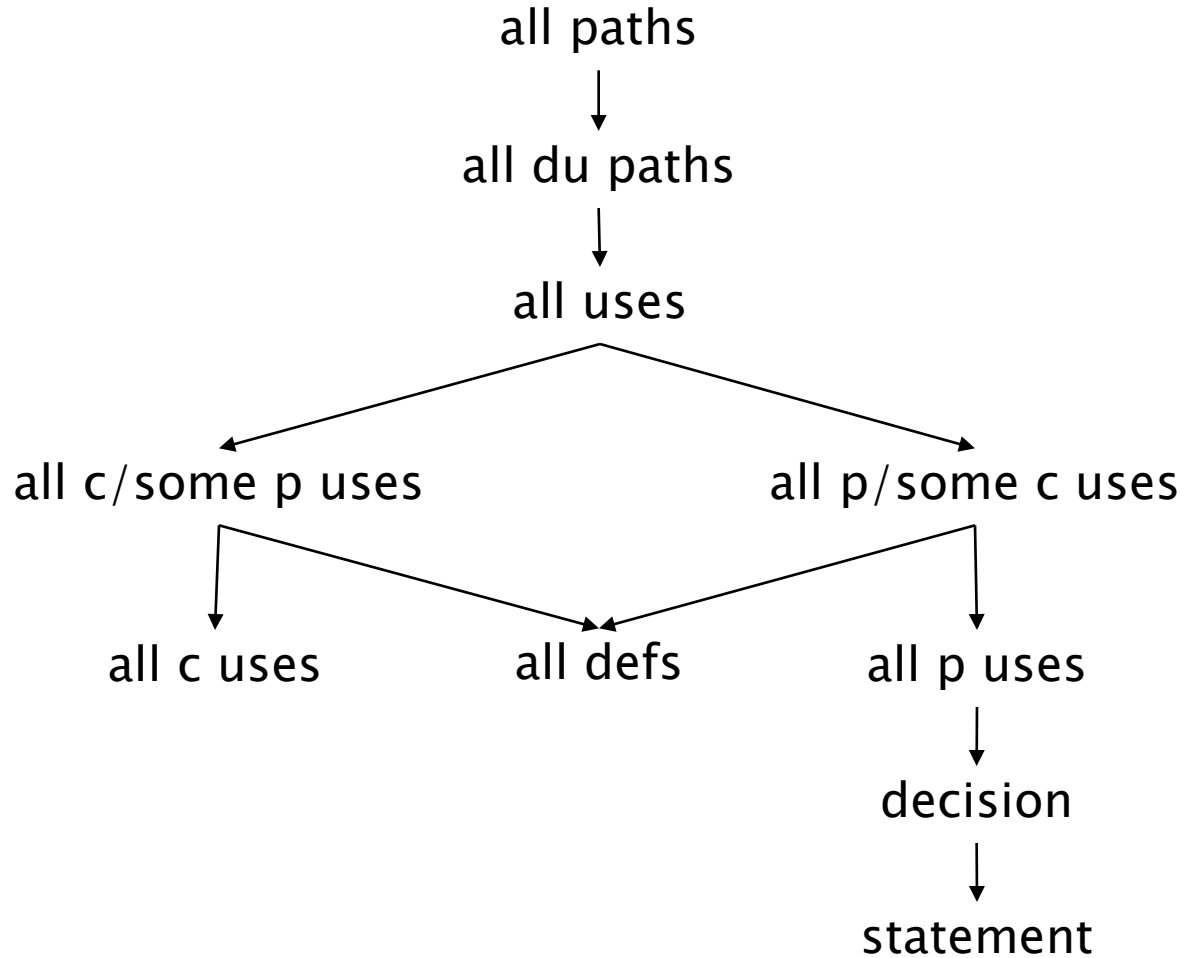 all paths
all du paths
all uses
all c/some p uses
all p/some c uses
all c uses
all defs
all p uses
decision
statement